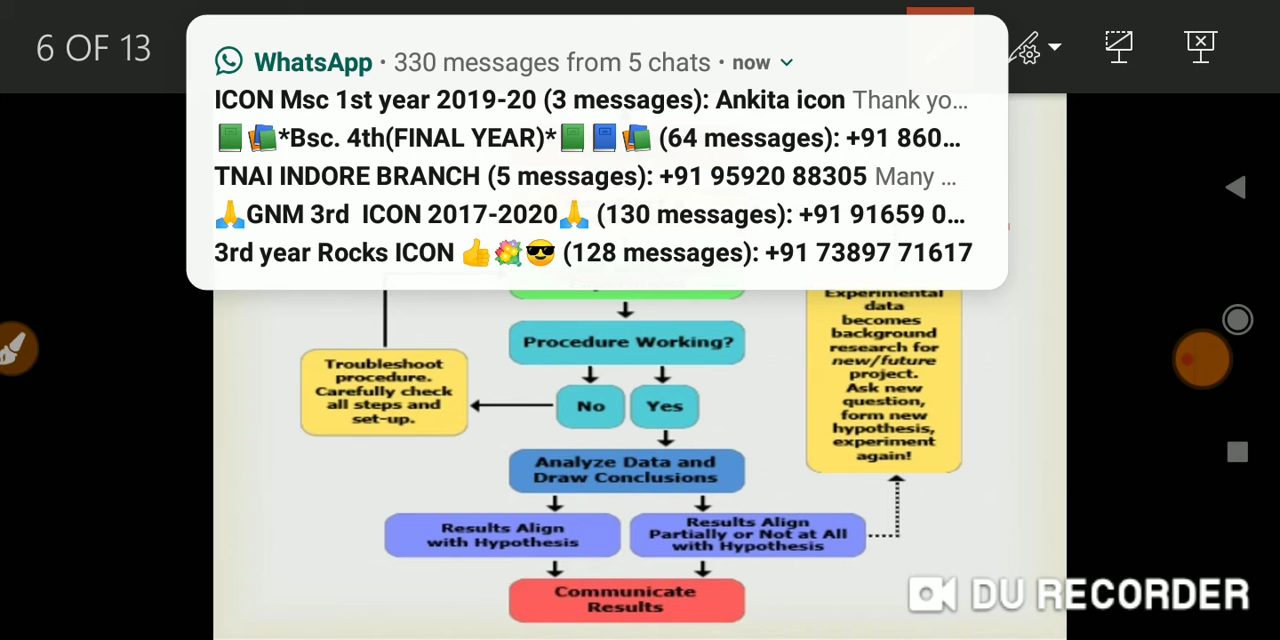 6 OF 13
WhatsApp • 330 messages from 5 chats • now
ICON Msc 1st year 2019-20 (3 messages): Ankita icon Thank yo...
📗📚*Bsc. 4th(FINAL YEAR)*📗📘📚 (64 messages): +91 860...
TNAI INDORE BRANCH (5 messages): +91 95920 88305 Many ...
🙏GNM 3rd ICON 2017-2020🙏 (130 messages): +91 91659 0...
3rd year Rocks ICON 👍💐😎 (128 messages): +91 73897 71617
Procedure Working?
No
Yes
Troubleshoot
procedure.
Carefully check
all steps and
set-up.
Experimental
data
becomes
background
research for
new/future
project.
Ask new
question,
form new
hypothesis,
experiment
again!
Analyze Data and
Draw Conclusions
Results Align
with Hypothesis
Results Align
Partially or Not at All
with Hypothesis
Communicate
Results
DU RECORDER